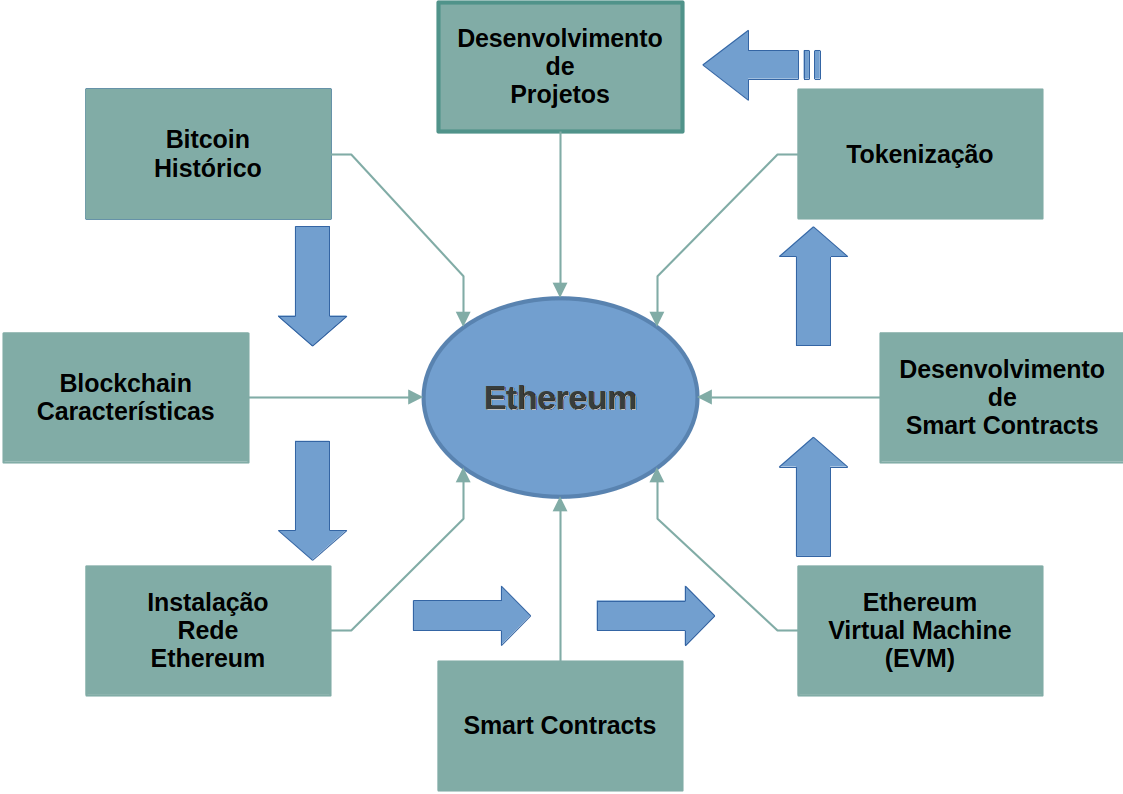 Desenvolvimento
de
Projetos
Bitcoin
Histórico
Tokenização
Blockchain
Características
Ethereum
Desenvolvimento
de
Smart Contracts
Instalação
Rede
Ethereum
Ethereum
Virtual Machine
(EVM)
Smart Contracts